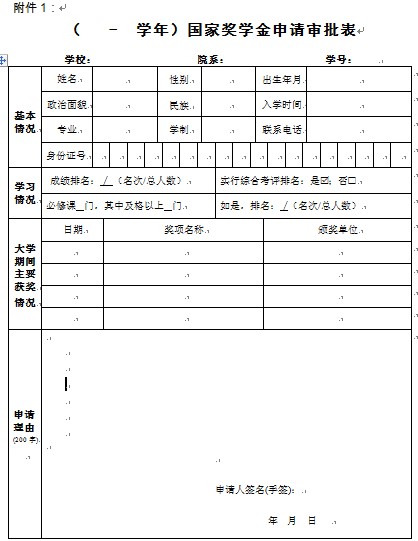 附件1：
（ － 学年）国家奖学金申请审批表
学校： 院系： 学号：
基本情况
姓名 性别 出生年月
政治面貌 民族 入学时间
专业 学制 联系电话
身份证号
学习情况
成绩排名： / （名次/总人数） 实行综合考评排名：是☑；否□
必修课__门，其中及格以上__门 如是，排名： / （名次/总人数）
大学期间主要获奖情况
日期 奖项名称 颁奖单位
申请理由
(200字)
申请人签名(手签)：
年 月 日